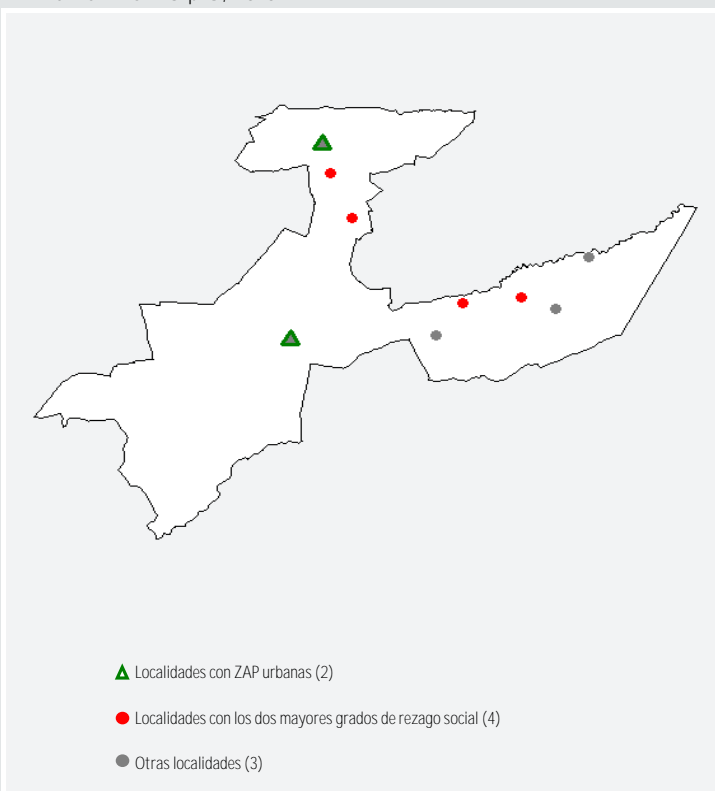 Localidades con ZAP urbanas (2)
Localidades con los dos mayores grados de rezago social (4)
Otras localidades (3)